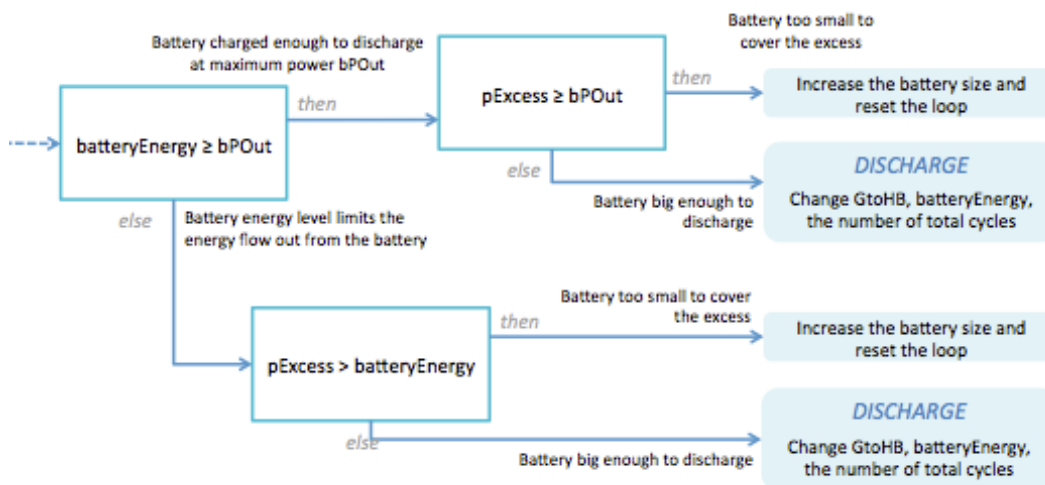 Battery too small to
cover the excess
Battery charged enough to discharge
at maximum power bPOut
then
then
pExcess ≥ bPOut
Increase the battery size and
reset the loop
batteryEnergy ≥ bPOut
else
DISCHARGE
Change GtoHB, batteryEnergy,
the number of total cycles
Battery big enough to
discharge
else
Battery energy level limits the
energy flow out from the battery
Battery too small to cover
the excess
then
Increase the battery size and
reset the loop
pExcess > batteryEnergy
DISCHARGE
else
Change GtoHB, batteryEnergy,
the number of total cycles
Battery big enough to discharge